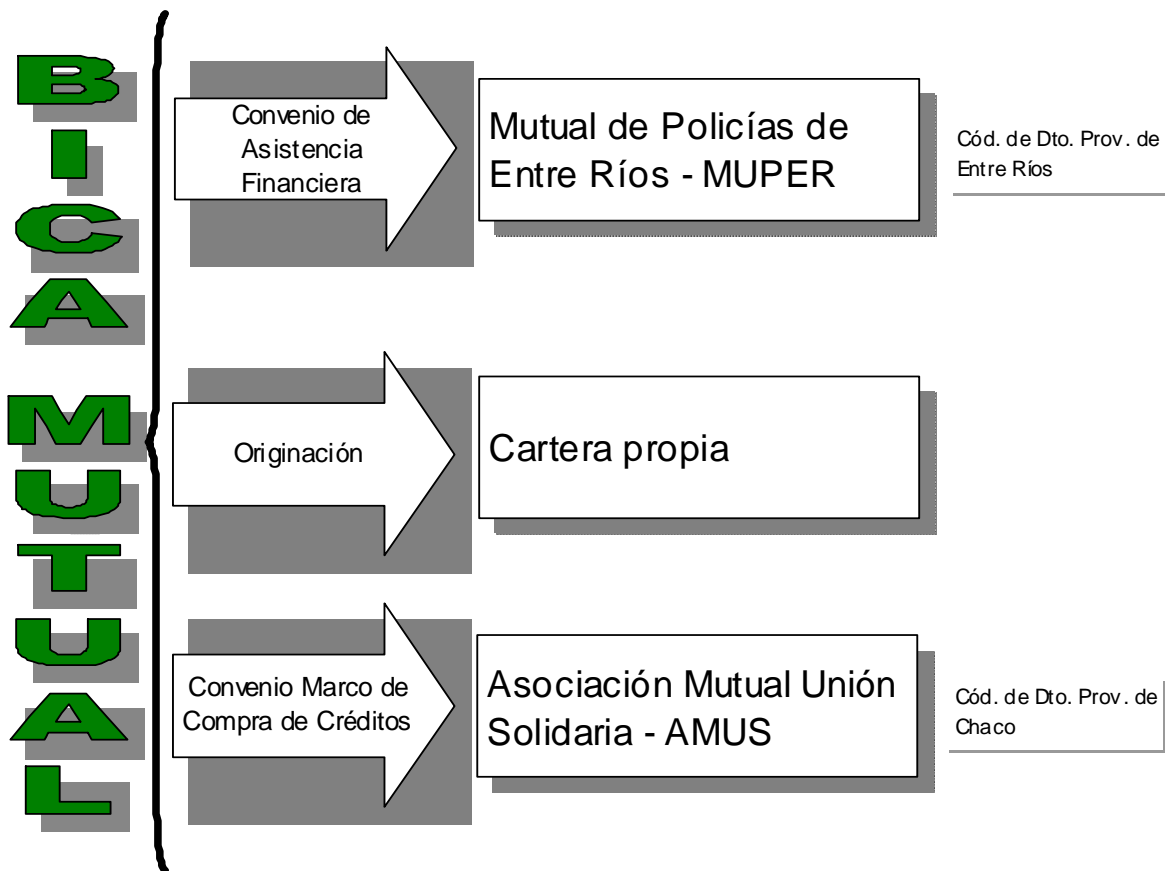 BICA MUTUAL
Convenio de
Asistencia
Financiera
Mutual de Policías de
Entre Ríos - MUPER
Cód. de Dto. Prov. de
Entre Ríos
Originación
Cartera propia
Convenio Marco de
Compra de Créditos
Asociación Mutual Unión
Solidaria - AMUS
Cód. de Dto. Prov. de
Chaco